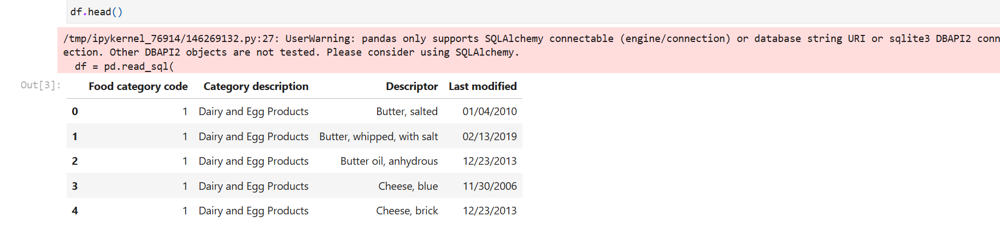 df.head()
/tmp/ipykernel_76914/146269132.py:27: UserWarning: pandas only supports SQLAlchemy connectable (engine/connection) or database string URI or sqlite3 DBAPI2 conn
ection. Other DBAPI2 objects are not tested. Please consider using SQLAlchemy.
  df = pd.read_sql(
Out[3]:
Food category code Category description Descriptor Last modified
0 1 Dairy and Egg Products Butter, salted 01/04/2010
1 1 Dairy and Egg Products Butter, whipped, with salt 02/13/2019
2 1 Dairy and Egg Products Butter oil, anhydrous 12/23/2013
3 1 Dairy and Egg Products Cheese, blue 11/30/2006
4 1 Dairy and Egg Products Cheese, brick 12/23/2013